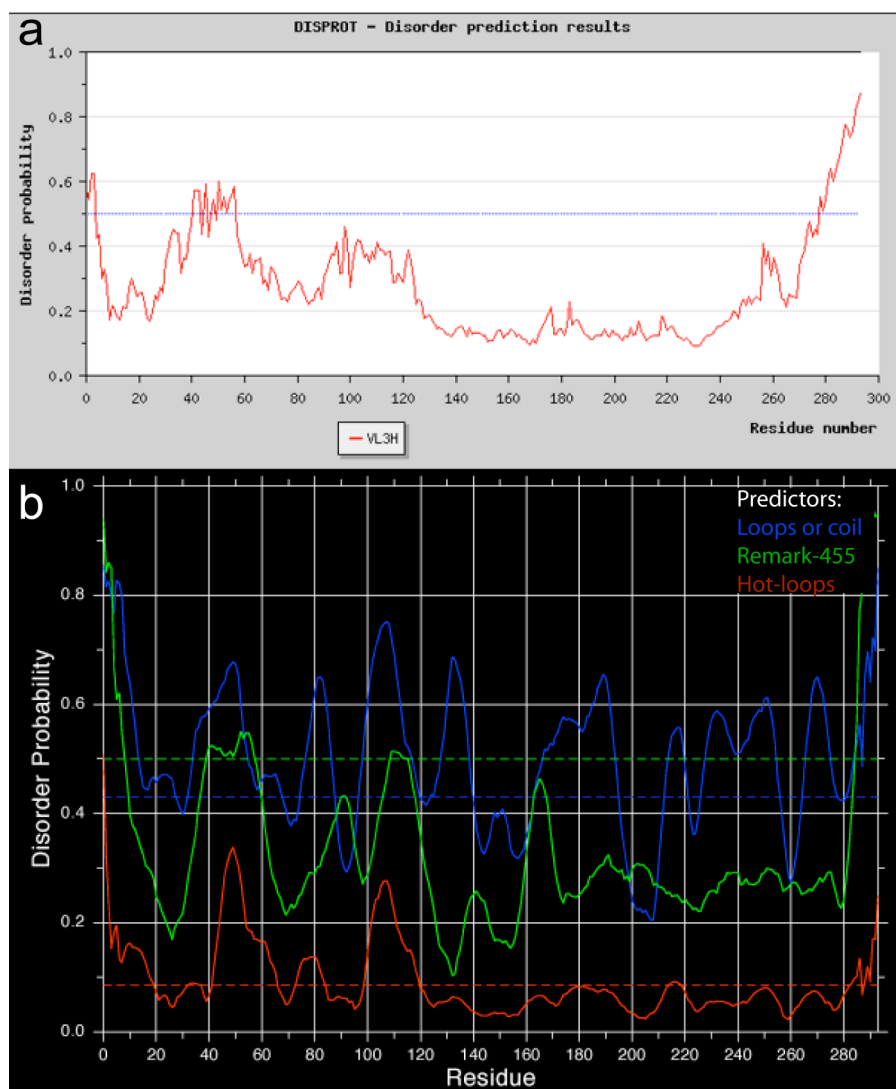 a
DISPROT - Disorder prediction results
Disorder probability
1.0
0.8
0.6
0.4
0.2
0.0
0 20 40 60 80 100 120 140 160 180 200 220 240 260 280 300
Residue number
VL3H
b
Predictors:
Loops or coil
Remark-455
Hot-loops
Disorder Probability
1.0
0.8
0.6
0.4
0.2
0.0
0 20 40 60 80 100 120 140 160 180 200 220 240 260 280
Residue